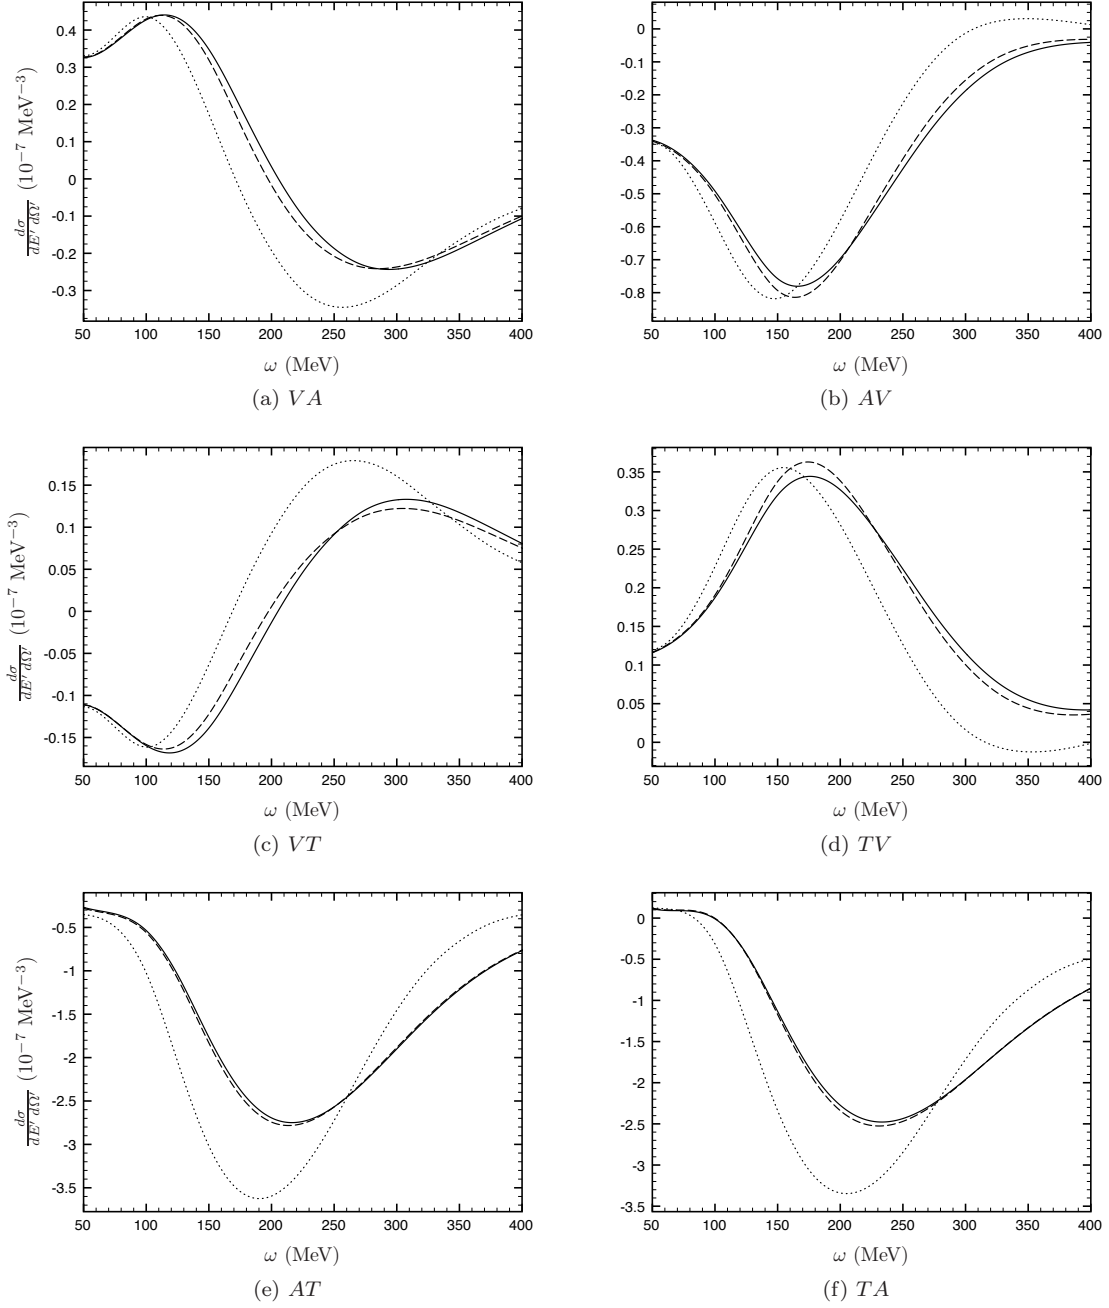 dσ/dE′ dΩ′ (10⁻⁷ MeV⁻³)
0.4
0.3
0.2
0.1
0
-0.1
-0.2
-0.3
50 100 150 200 250 300 350 400
ω (MeV)
(a) VA
0
-0.1
-0.2
-0.3
-0.4
-0.5
-0.6
-0.7
-0.8
50 100 150 200 250 300 350 400
ω (MeV)
(b) AV
dσ/dE′ dΩ′ (10⁻⁷ MeV⁻³)
0.15
0.1
0.05
0
-0.05
-0.1
-0.15
50 100 150 200 250 300 350 400
ω (MeV)
(c) VT
0.35
0.3
0.25
0.2
0.15
0.1
0.05
0
50 100 150 200 250 300 350 400
ω (MeV)
(d) TV
dσ/dE′ dΩ′ (10⁻⁷ MeV⁻³)
-0.5
-1
-1.5
-2
-2.5
-3
-3.5
50 100 150 200 250 300 350 400
ω (MeV)
(e) AT
0
-0.5
-1
-1.5
-2
-2.5
-3
-3.5
50 100 150 200 250 300 350 400
ω (MeV)
(f) TA